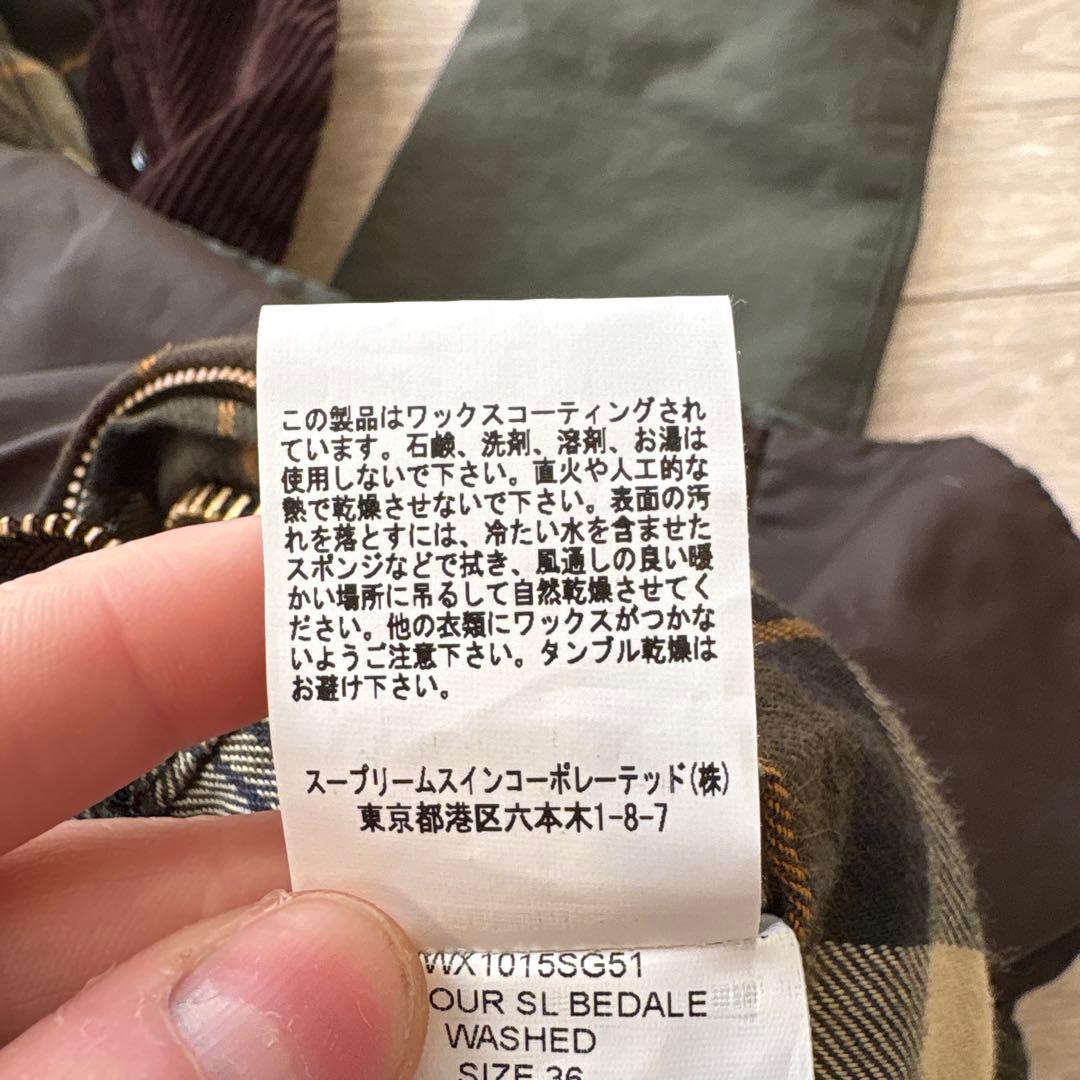 この製品はワックスコーティングされ
ています。石鹸、洗剤、溶剤、お湯は
使用しないで下さい。直火や人工的な
熱で乾燥させないで下さい。表面の汚
れを落とすには、冷たい水を含ませた
スポンジなどで拭き、風通しの良い暖
かい場所に吊るして自然乾燥させてく
ださい。他の衣類にワックスがつかな
いようご注意下さい。タンブル乾燥は
お避け下さい。
スープリームスインコーポレーテッド(株)
東京都港区六本木1-8-7
WX1015SG51
OUR SL BEDALE
WASHED
SIZE 36